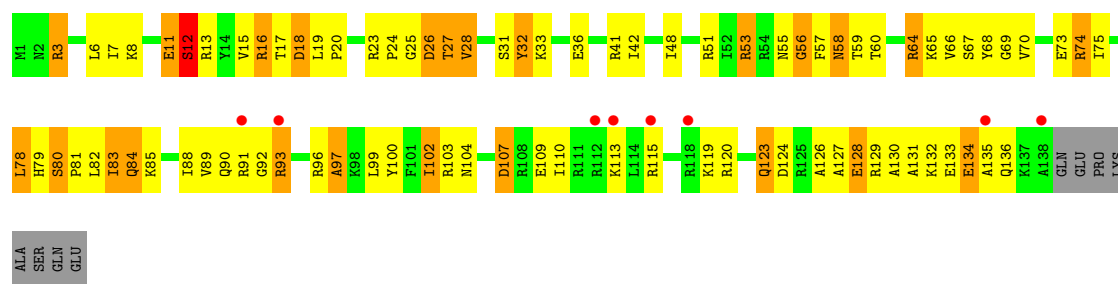 M1 N2 R3 L6 I7 K8 E11 S12 R13 Y14 V15 R16 T17 D18 L19 P20 R23 P24 G25 D26 T27 V28 S31 Y32 K33 E36 R41 I42 I48 R51 I52 R53 R54 N55 G56 F57 N58 T59 T60 R64 K65 V66 S67 Y68 G69 V70 E73 R74 I75
L78 H79 S80 P81 L82 I83 Q84 K85 I88 V89 Q90 R91 G92 R93 R96 A97 K98 L99 Y100 F101 I102 R103 N104 D107 R108 E109 I110 R111 R112 K113 L114 R115 R118 K119 R120 Q123 D124 R125 A126 A127 E128 R129 A130 A131 K132 E133 E134 A135 Q136 K137 A138 GLN GLU PRO LYS
ALA SER GLN GLU